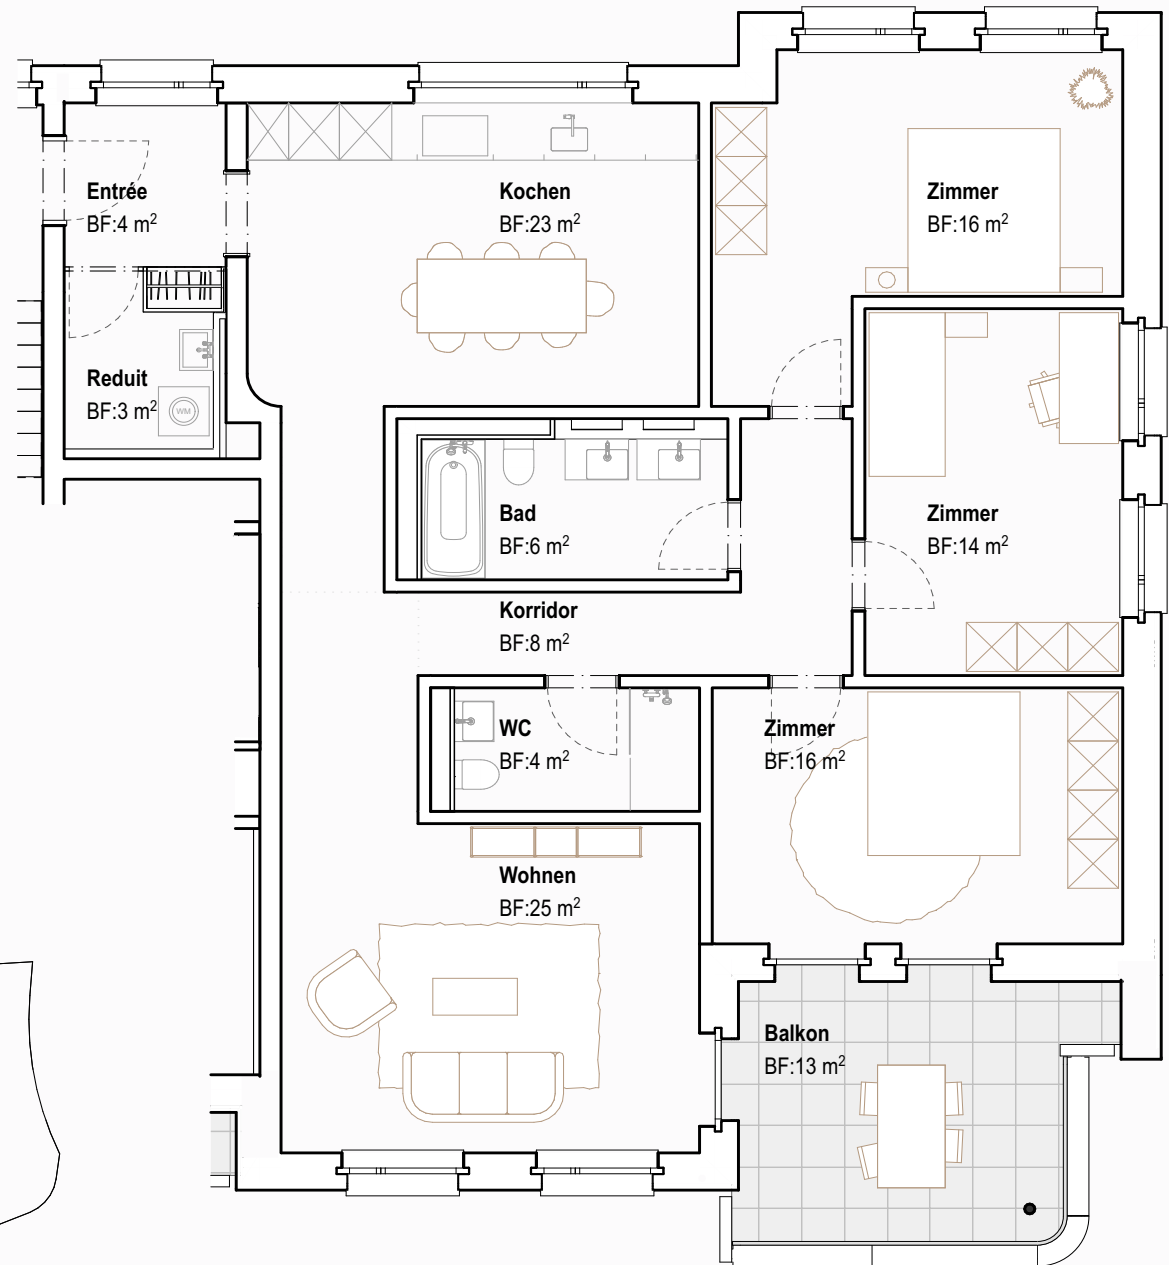 Entrée
BF:4 m²
Kochen
BF:23 m²
Zimmer
BF:16 m²
Reduit
BF:3 m²
WM
Bad
BF:6 m²
Zimmer
BF:14 m²
Korridor
BF:8 m²
WC
BF:4 m²
Zimmer
BF:16 m²
Wohnen
BF:25 m²
Balkon
BF:13 m²